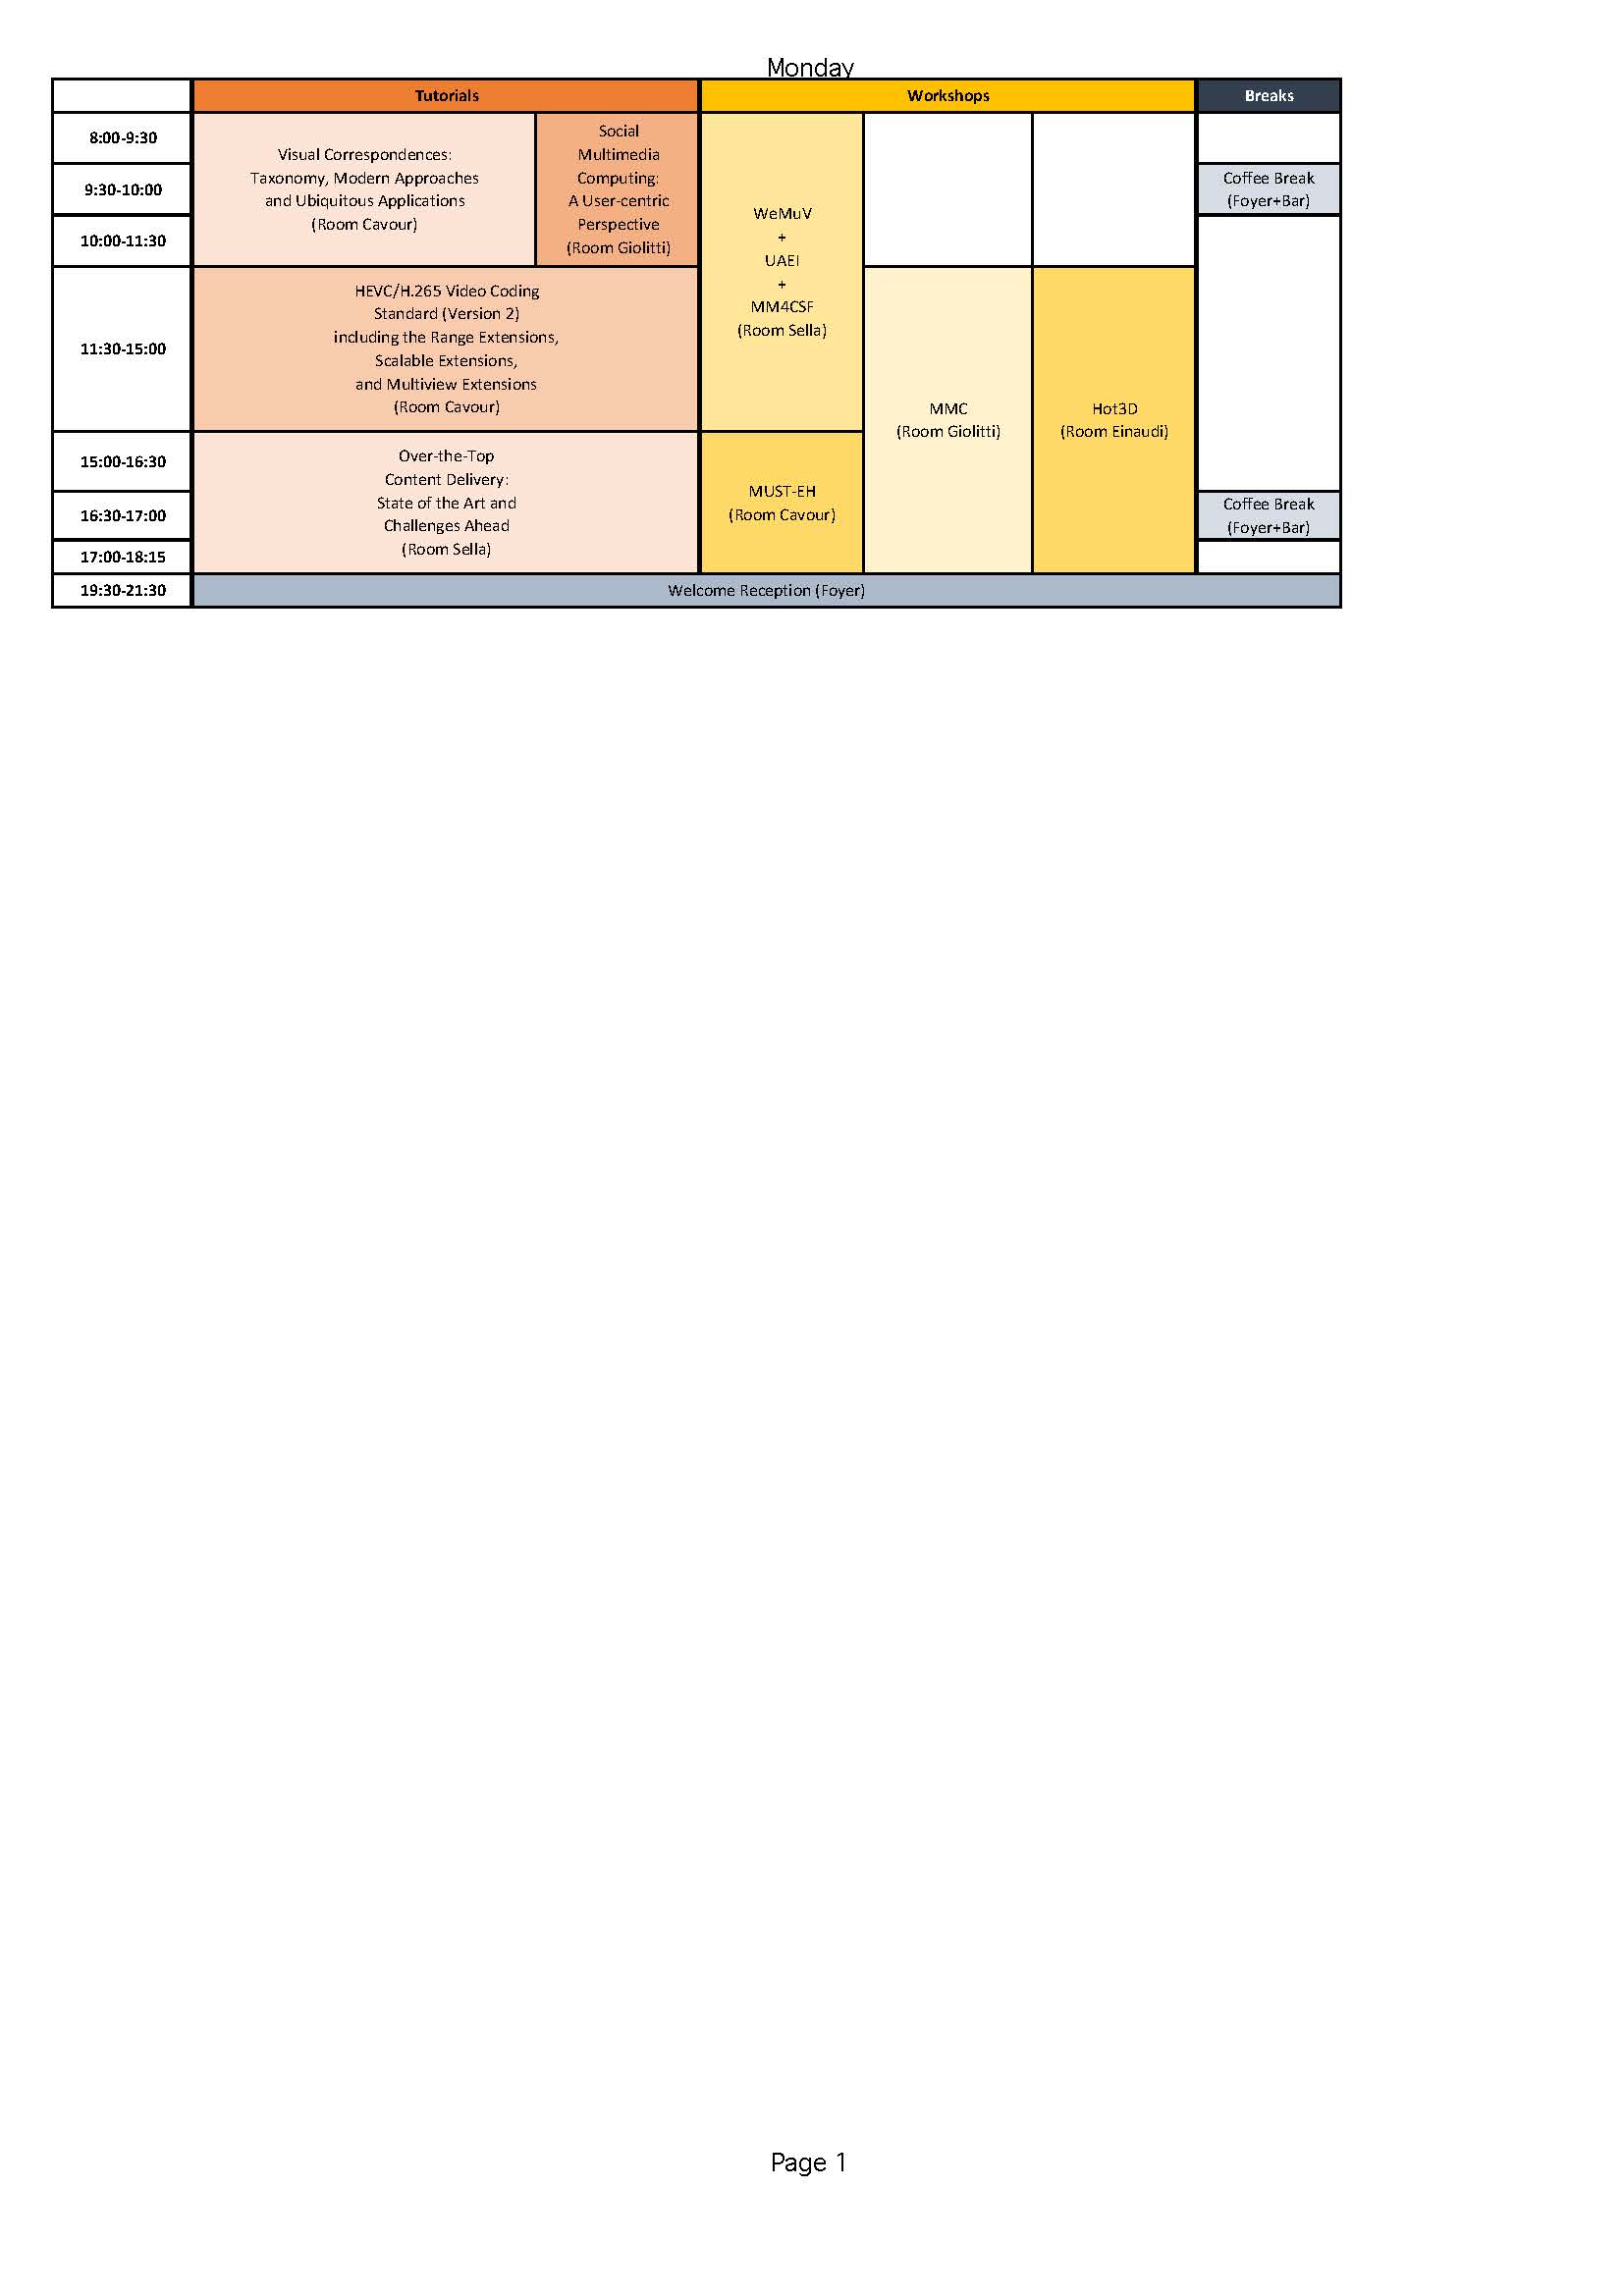 Monday
Tutorials
Workshops
Breaks
8:00-9:30
Visual Correspondences:
Taxonomy, Modern Approaches
and Ubiquitous Applications
(Room Cavour)
Social
Multimedia
Computing:
A User-centric
Perspective
(Room Giolitti)
WeMuV
+
UAEI
+
MM4CSF
(Room Sella)
9:30-10:00
Coffee Break
(Foyer+Bar)
10:00-11:30
11:30-15:00
HEVC/H.265 Video Coding
Standard (Version 2)
including the Range Extensions,
Scalable Extensions,
and Multiview Extensions
(Room Cavour)
MMC
(Room Giolitti)
Hot3D
(Room Einaudi)
15:00-16:30
Over-the-Top
Content Delivery:
State of the Art and
Challenges Ahead
(Room Sella)
MUST-EH
(Room Cavour)
16:30-17:00
Coffee Break
(Foyer+Bar)
17:00-18:15
19:30-21:30
Welcome Reception (Foyer)
Page 1